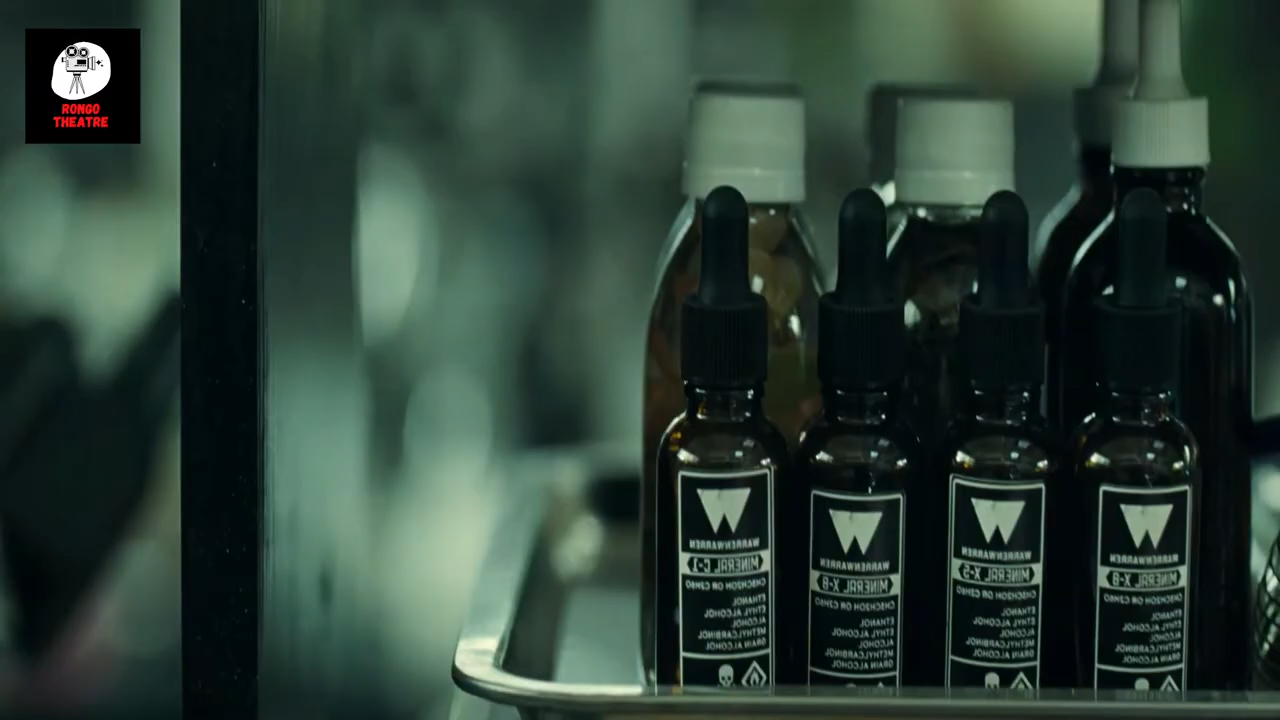 RONGO
THEATRE
W
WARRENWARREN
MINERAL C-1
CH3CH2OH OR C2H6O
ETHANOL
ETHYL ALCOHOL
ALCOHOL
METHYLCARBINOL
GRAIN ALCOHOL
W
WARRENWARREN
MINERAL X-8
CH3CH2OH OR C2H6O
ETHANOL
ETHYL ALCOHOL
ALCOHOL
METHYLCARBINOL
GRAIN ALCOHOL
W
WARRENWARREN
MINERAL X-5
CH3CH2OH OR C2H6O
ETHANOL
ETHYL ALCOHOL
ALCOHOL
METHYLCARBINOL
GRAIN ALCOHOL
W
WARRENWARREN
MINERAL X-8
CH3CH2OH OR C2H6O
ETHANOL
ETHYL ALCOHOL
ALCOHOL
METHYLCARBINOL
GRAIN ALCOHOL